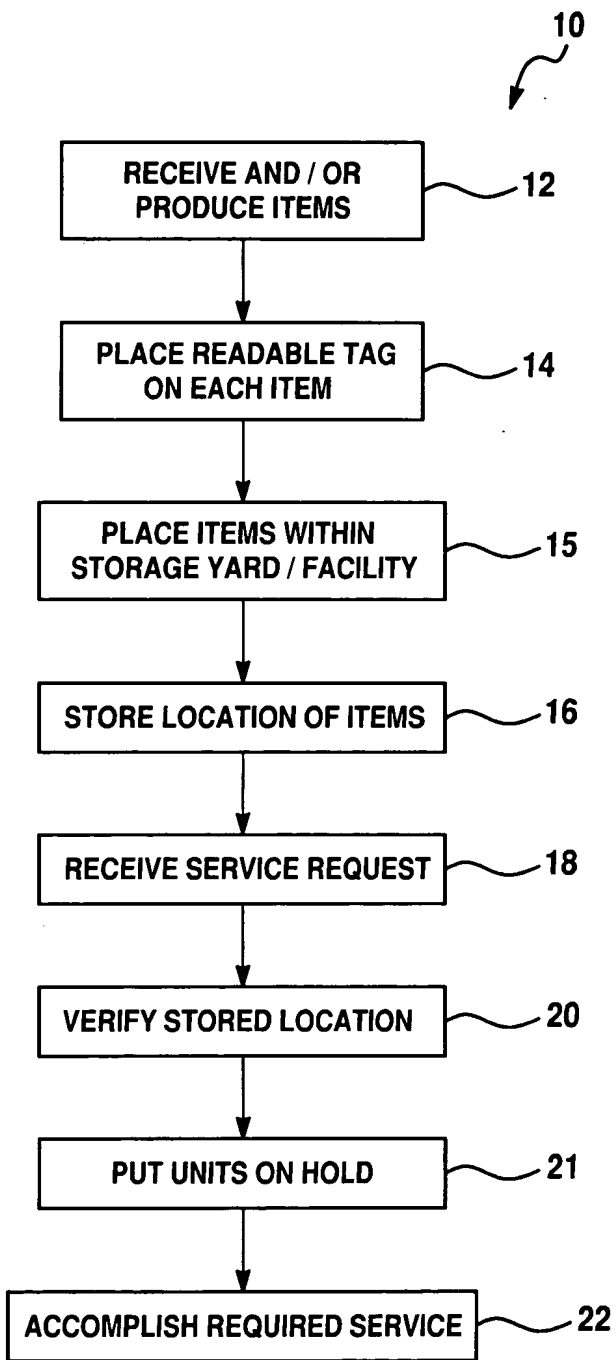 10
RECEIVE AND / OR
PRODUCE ITEMS
12
PLACE READABLE TAG
ON EACH ITEM
14
PLACE ITEMS WITHIN
STORAGE YARD / FACILITY
15
STORE LOCATION OF ITEMS
16
RECEIVE SERVICE REQUEST
18
VERIFY STORED LOCATION
20
PUT UNITS ON HOLD
21
ACCOMPLISH REQUIRED SERVICE
22